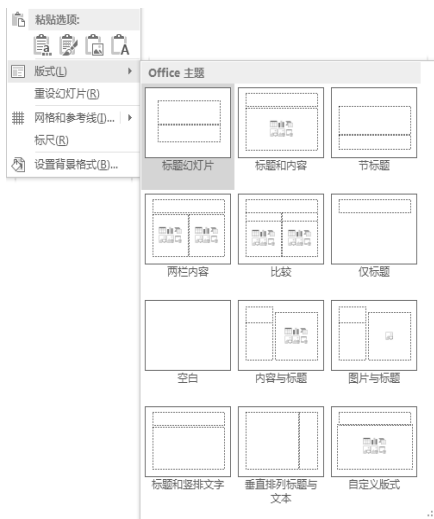 粘贴选项:
版式(L)
重设幻灯片(R)
网格和参考线(I)...
标尺(R)
设置背景格式(B)...
Office 主题
标题幻灯片
标题和内容
节标题
两栏内容
比较
仅标题
空白
内容与标题
图片与标题
标题和竖排文字
垂直排列标题与
文本
自定义版式